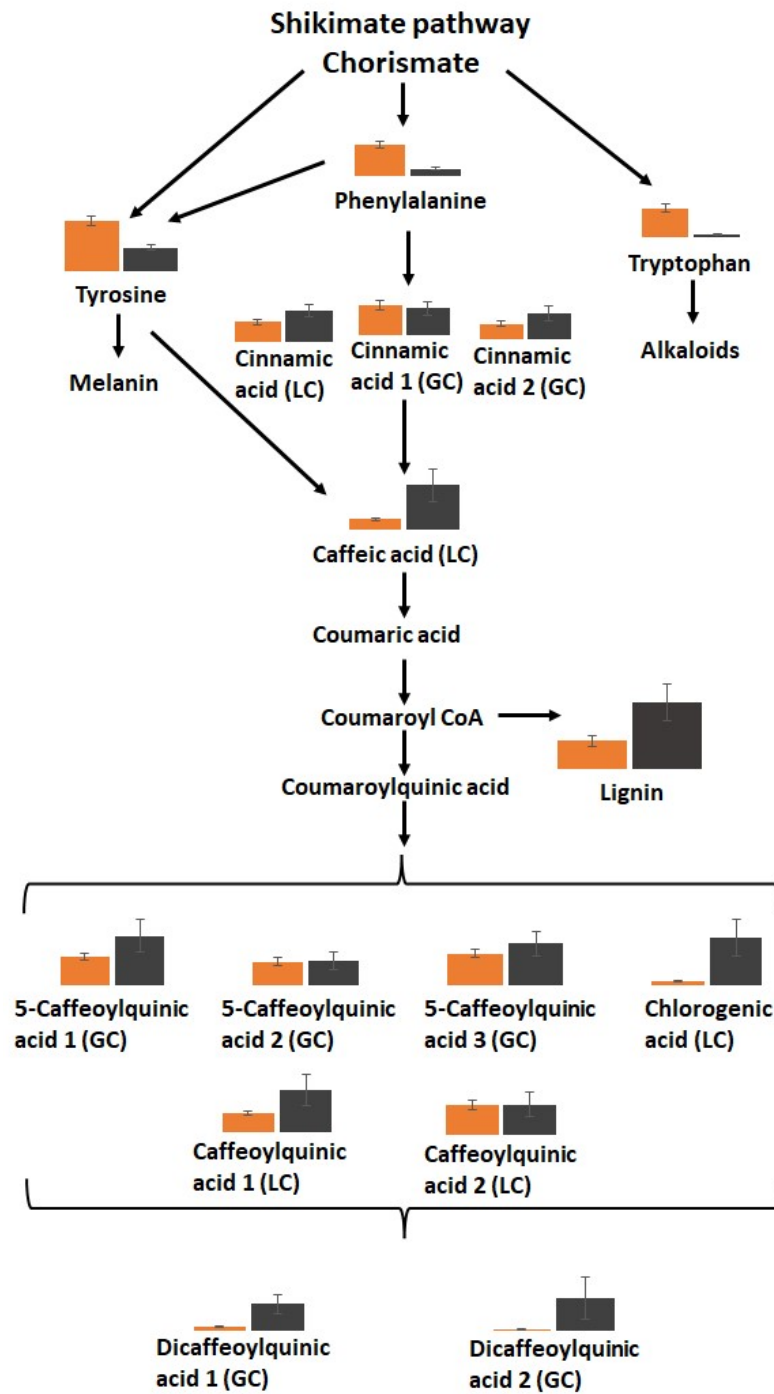 Shikimate pathway
Chorismate
Phenylalanine
Tyrosine
Tryptophan
Melanin
Cinnamic
acid (LC)
Cinnamic
acid 1 (GC)
Cinnamic
acid 2 (GC)
Alkaloids
Caffeic acid (LC)
Coumaric acid
Coumaroyl CoA
Lignin
Coumaroylquinic acid
5-Caffeoylquinic
acid 1 (GC)
5-Caffeoylquinic
acid 2 (GC)
5-Caffeoylquinic
acid 3 (GC)
Chlorogenic
acid (LC)
Caffeoylquinic
acid 1 (LC)
Caffeoylquinic
acid 2 (LC)
Dicaffeoylquinic
acid 1 (GC)
Dicaffeoylquinic
acid 2 (GC)